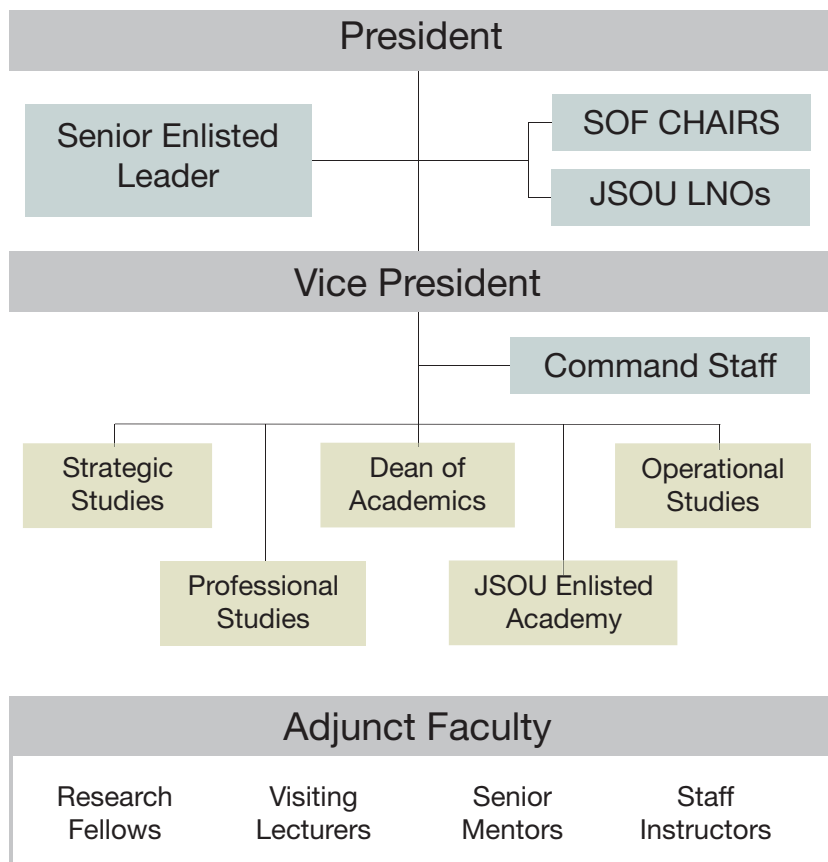 President
Senior Enlisted
Leader
SOF CHAIRS
JSOU LNOs
Vice President
Command Staff
Strategic
Studies
Dean of
Academics
Operational
Studies
Professional
Studies
JSOU Enlisted
Academy
Adjunct Faculty
Research
Fellows
Visiting
Lecturers
Senior
Mentors
Staff
Instructors